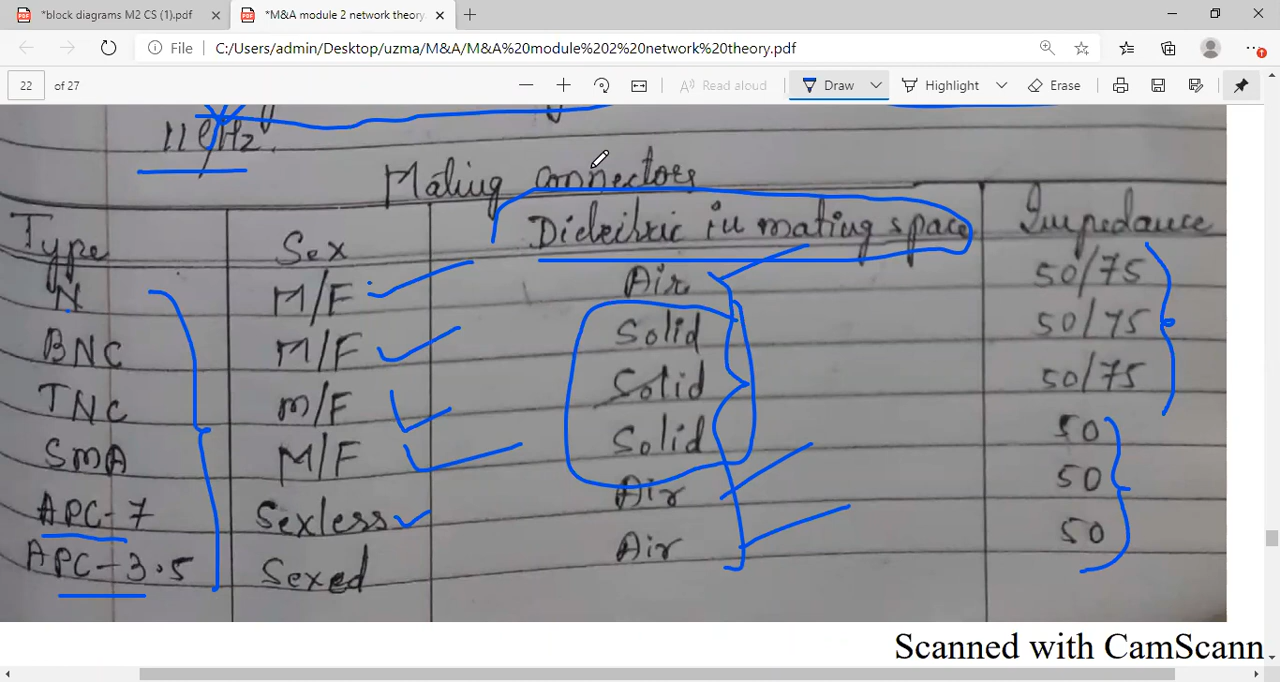 *block diagrams M2 CS (1).pdf
*M&A module 2 network theory.
File
C:/Users/admin/Desktop/uzma/M&A/M&A%20module%202%20network%20theory.pdf
22 of 27
Read aloud
Draw
Highlight
Erase
Mating connectors
Type Sex Dielectric in mating space Impedance
N M/F Air 50/75
BNC M/F Solid 50/75
TNC M/F Solid 50/75
SMA M/F Solid 50
APC-7 Sexless Air 50
APC-3.5 Sexed Air 50
Scanned with CamScann